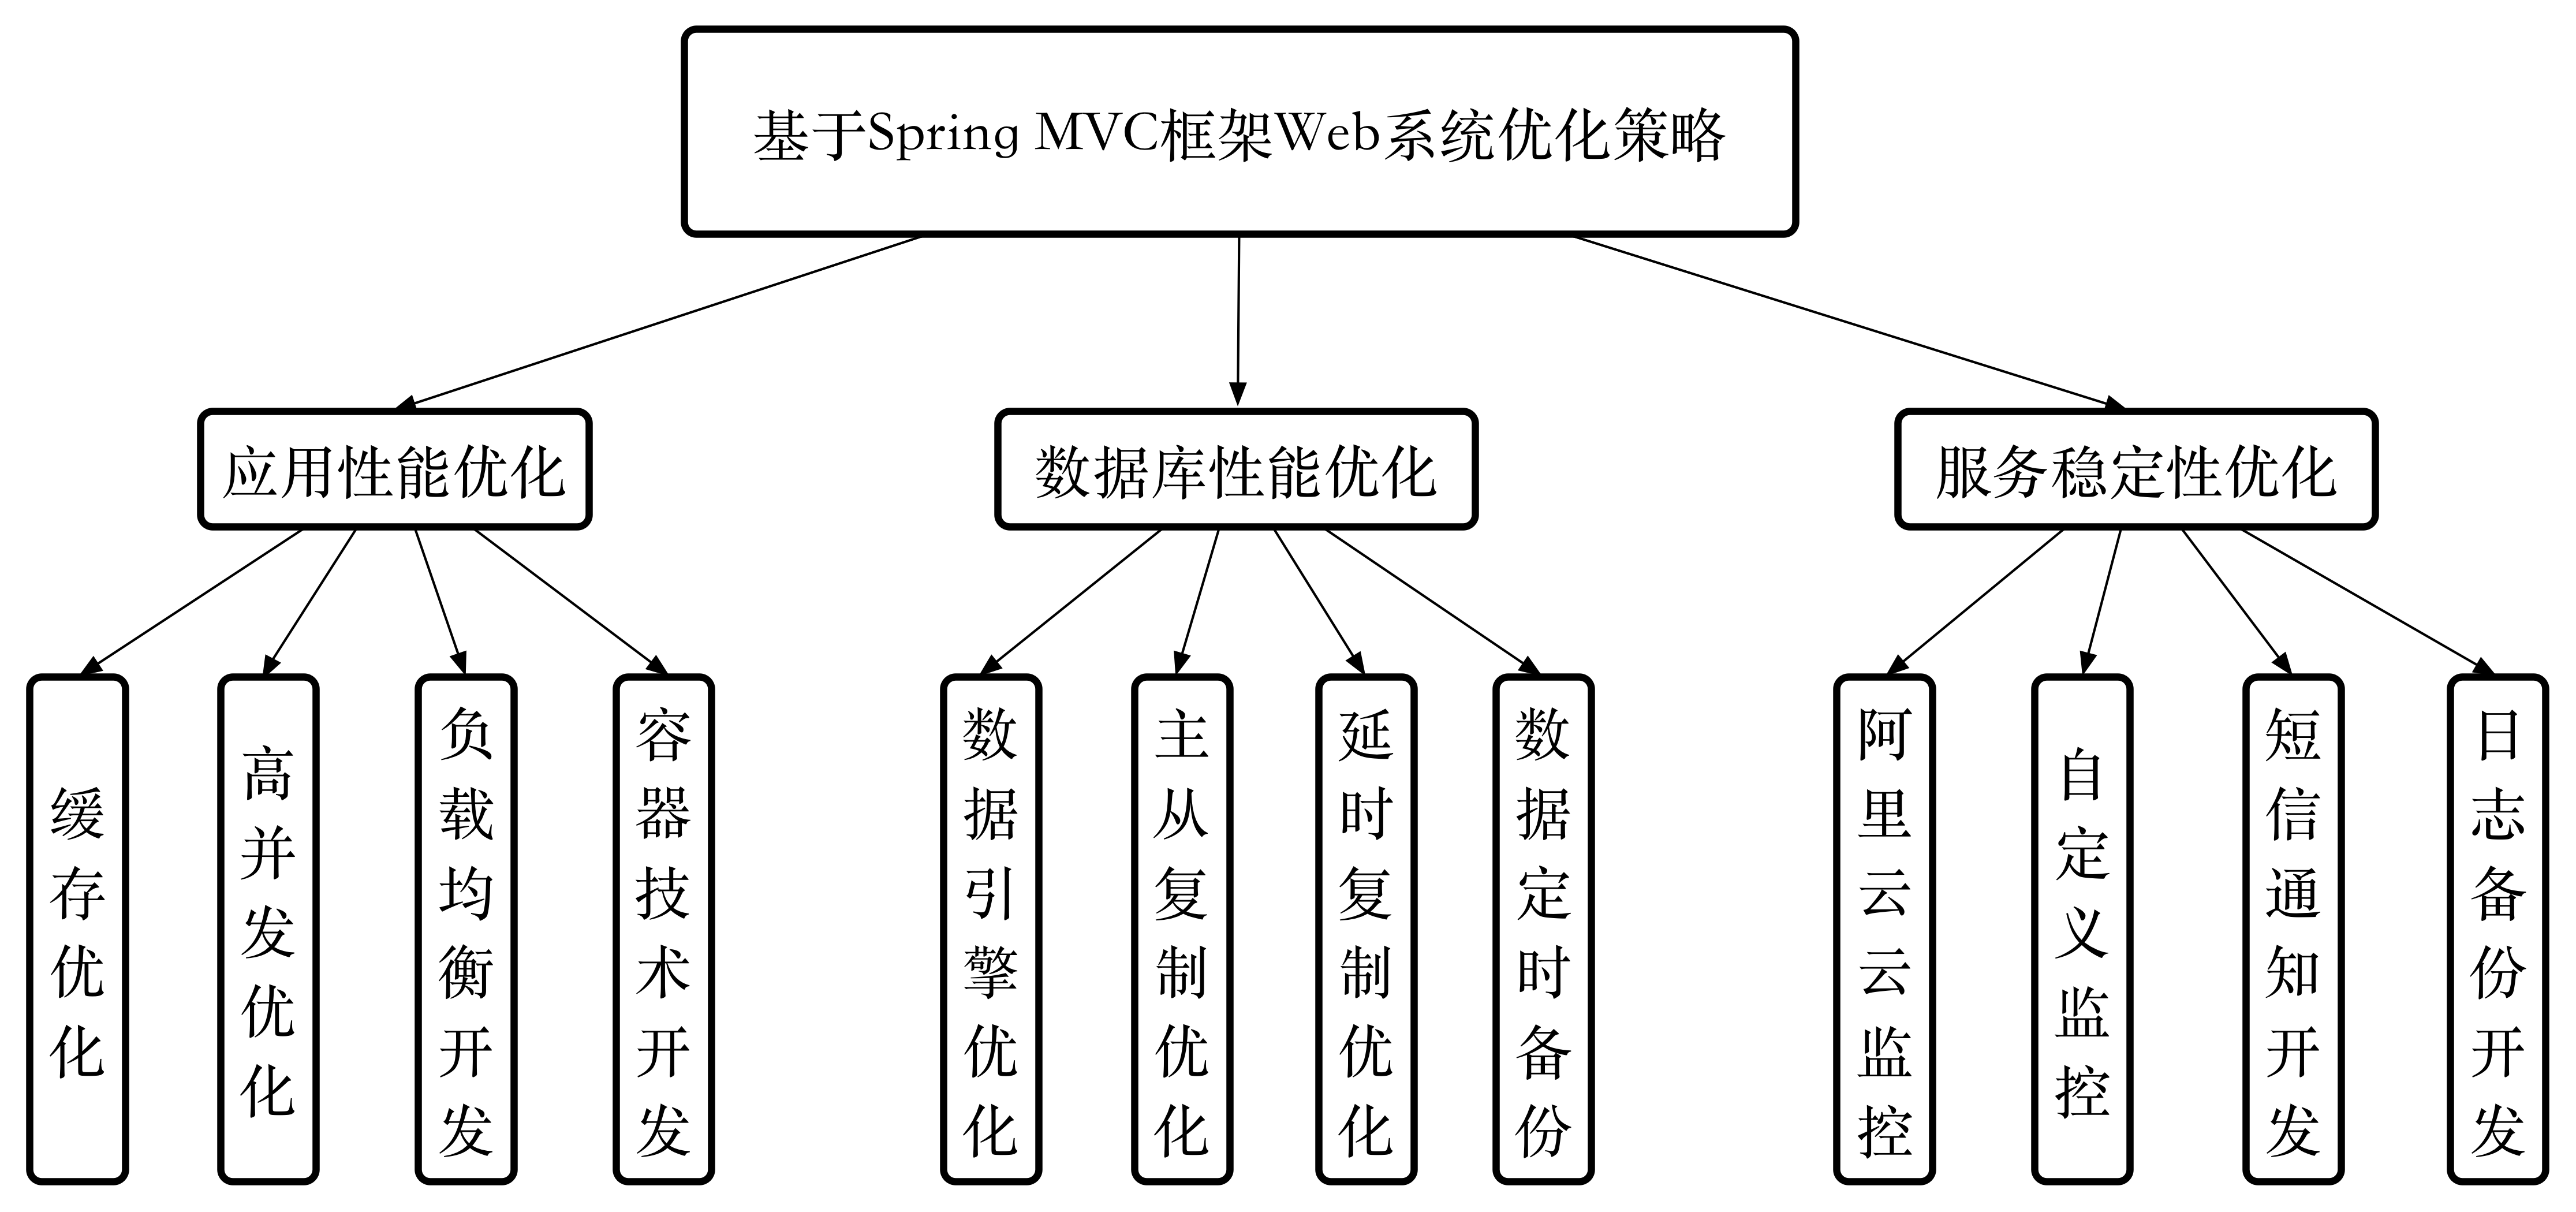 基于Spring MVC框架Web系统优化策略
应用性能优化
数据库性能优化
服务稳定性优化
缓存优化
高并发优化
负载均衡开发
容器技术开发
数据引擎优化
主从复制优化
延时复制优化
数据定时备份
阿里云云监控
自定义监控
短信通知开发
日志备份开发